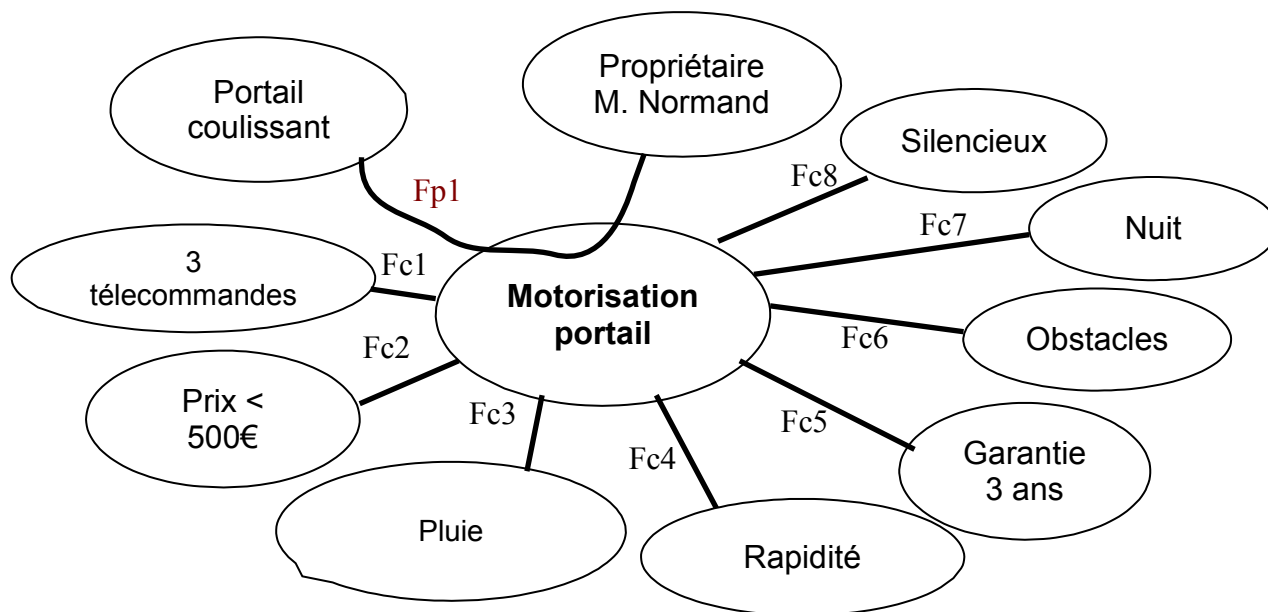 Portail
coulissant
Propriétaire
M. Normand
Silencieux
Fc8
Fp1
Fc7
Nuit
3
télecommandes
Fc1
Motorisation
portail
Fc6
Obstacles
Fc2
Prix <
500€
Fc3
Fc4
Fc5
Garantie
3 ans
Pluie
Rapidité